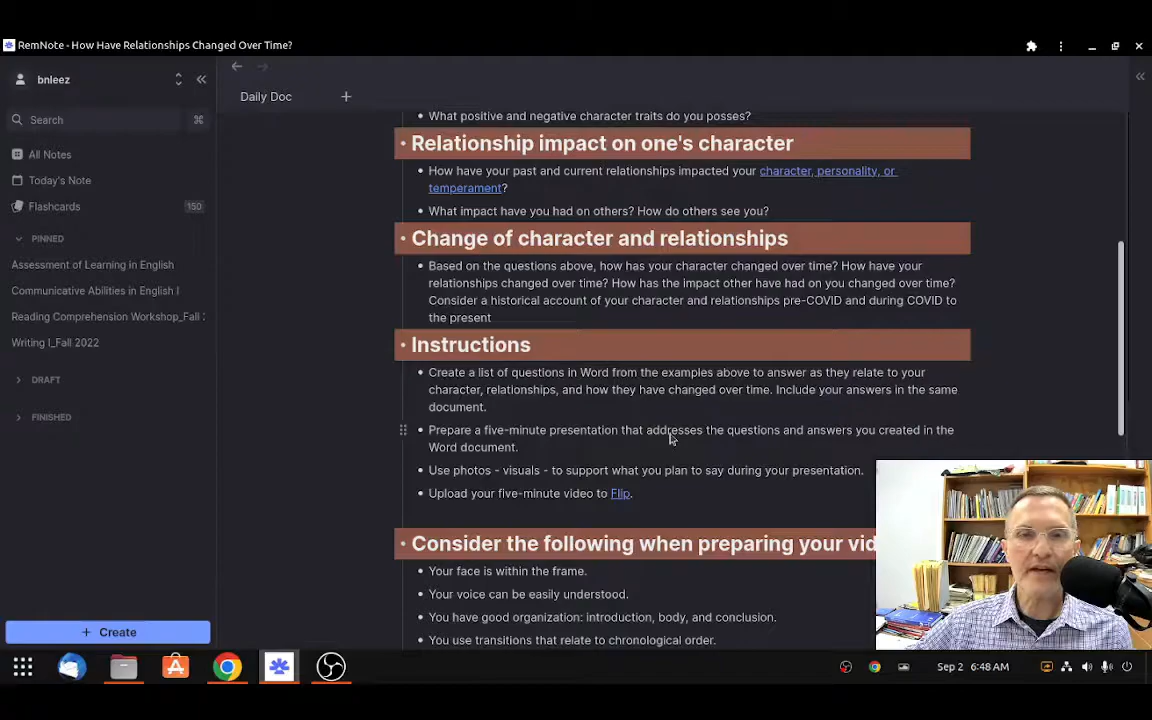 RemNote - How Have Relationships Changed Over Time?
bnleez
Daily Doc
Search
All Notes
Today's Note
Flashcards
150
PINNED
Assessment of Learning in English
Communicative Abilities in English I
Reading Comprehension Workshop_Fall 2
Writing I_Fall 2022
DRAFT
FINISHED
+ Create
• What positive and negative character traits do you posses?
• Relationship impact on one's character
• How have your past and current relationships impacted your character, personality, or
temperament?
• What impact have you had on others? How do others see you?
• Change of character and relationships
• Based on the questions above, how has your character changed over time? How have your
relationships changed over time? How has the impact other have had on you changed over time?
Consider a historical account of your character and relationships pre-COVID and during COVID to
the present
• Instructions
• Create a list of questions in Word from the examples above to answer as they relate to your
character, relationships, and how they have changed over time. Include your answers in the same
document.
• Prepare a five-minute presentation that addresses the questions and answers you created in the
Word document.
• Use photos - visuals - to support what you plan to say during your presentation.
• Upload your five-minute video to Flip.
• Consider the following when preparing your vid
• Your face is within the frame.
• Your voice can be easily understood.
• You have good organization: introduction, body, and conclusion.
• You use transitions that relate to chronological order.
Sep 2 6:48 AM